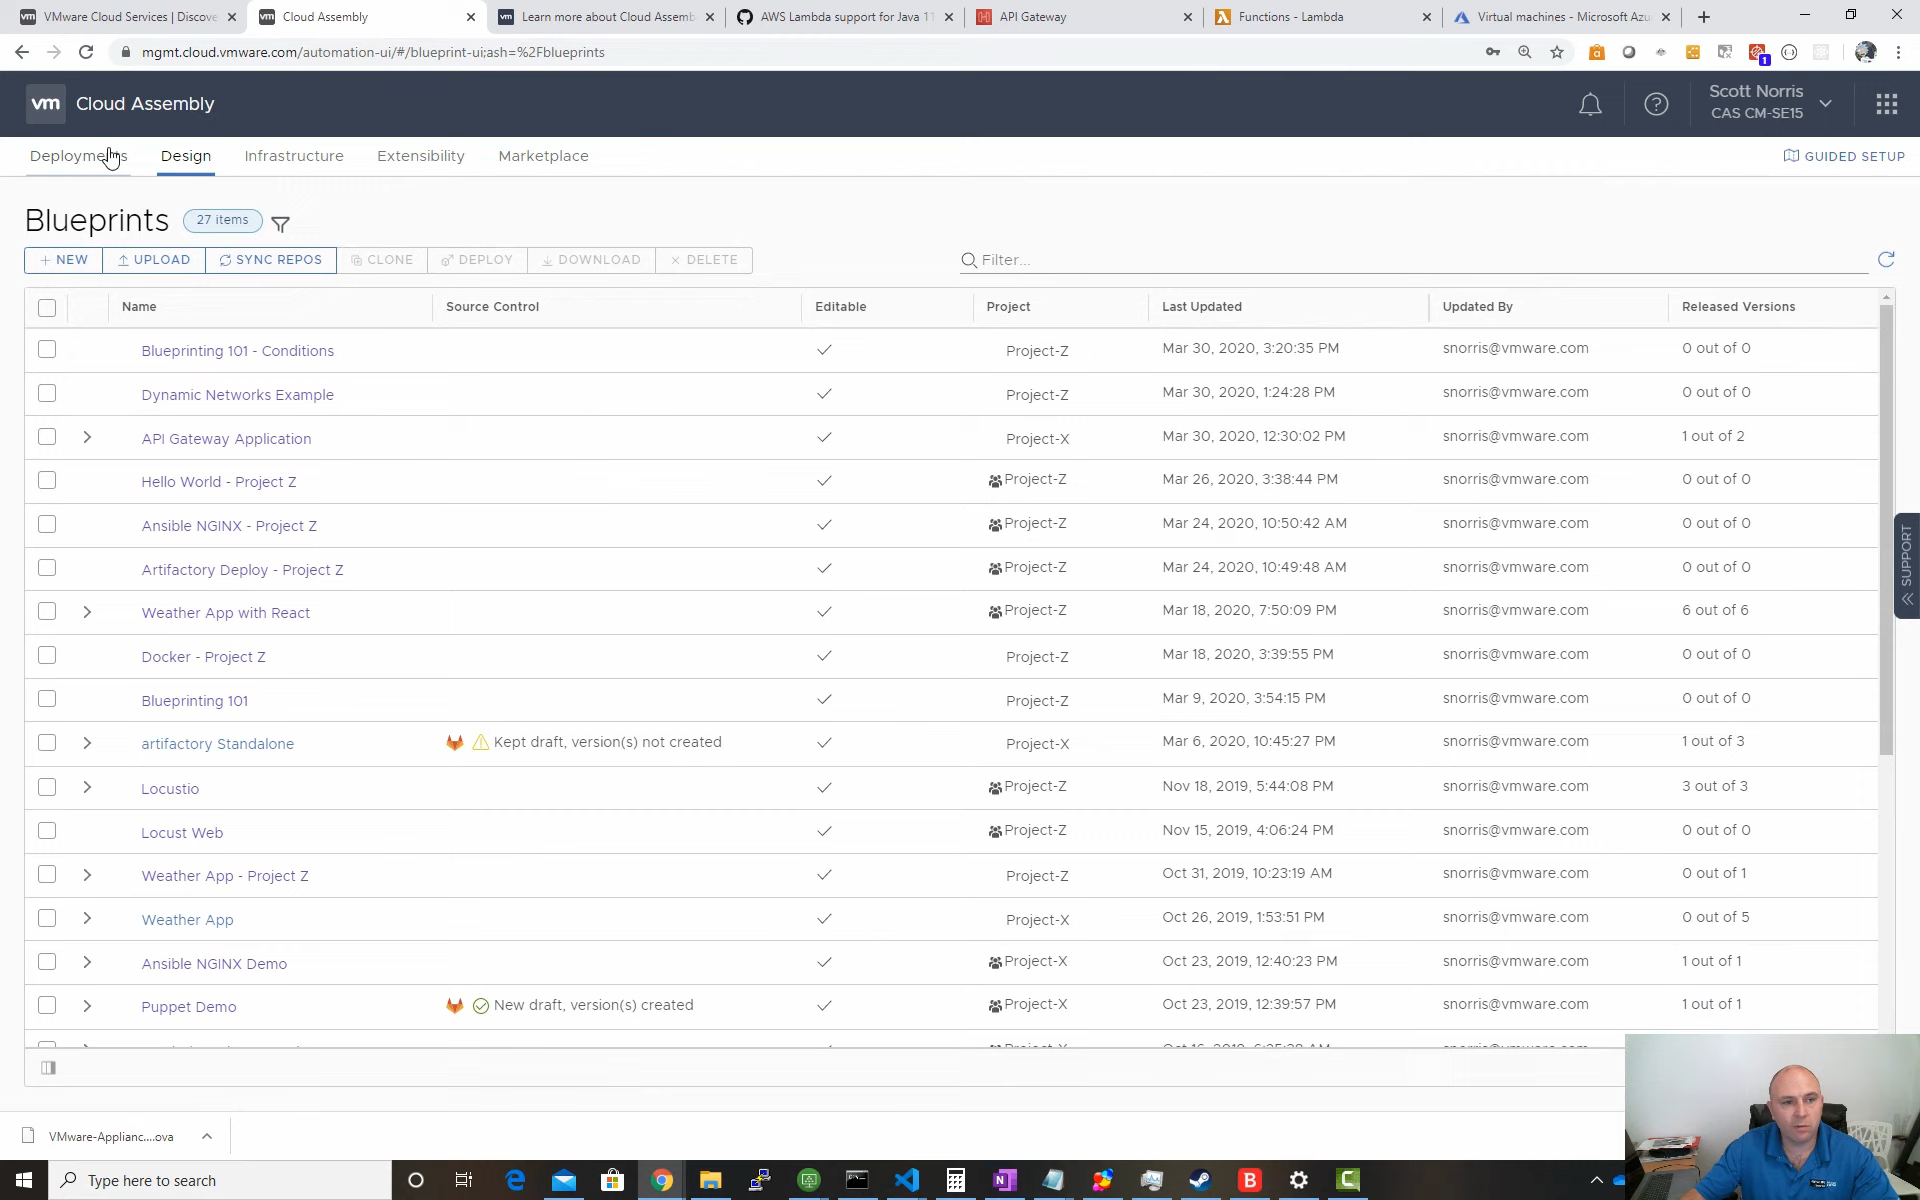 VMware Cloud Services | Discove
Cloud Assembly
Learn more about Cloud Assemb
AWS Lambda support for Java 11
API Gateway
Functions - Lambda
Virtual machines - Microsoft Azu
mgmt.cloud.vmware.com/automation-ui/#/blueprint-ui;ash=%2Fblueprints
1
vm Cloud Assembly
Scott Norris
CAS CM-SE15
Deployments Design Infrastructure Extensibility Marketplace
GUIDED SETUP
Blueprints 27 items
+ NEW UPLOAD SYNC REPOS CLONE DEPLOY DOWNLOAD × DELETE
Filter...
Name Source Control Editable Project Last Updated Updated By Released Versions
Blueprinting 101 - Conditions Project-Z Mar 30, 2020, 3:20:35 PM snorris@vmware.com 0 out of 0
Dynamic Networks Example Project-Z Mar 30, 2020, 1:24:28 PM snorris@vmware.com 0 out of 0
API Gateway Application Project-X Mar 30, 2020, 12:30:02 PM snorris@vmware.com 1 out of 2
Hello World - Project Z Project-Z Mar 26, 2020, 3:38:44 PM snorris@vmware.com 0 out of 0
Ansible NGINX - Project Z Project-Z Mar 24, 2020, 10:50:42 AM snorris@vmware.com 0 out of 0
Artifactory Deploy - Project Z Project-Z Mar 24, 2020, 10:49:48 AM snorris@vmware.com 0 out of 0
Weather App with React Project-Z Mar 18, 2020, 7:50:09 PM snorris@vmware.com 6 out of 6
Docker - Project Z Project-Z Mar 18, 2020, 3:39:55 PM snorris@vmware.com 0 out of 0
Blueprinting 101 Project-Z Mar 9, 2020, 3:54:15 PM snorris@vmware.com 0 out of 0
artifactory Standalone Kept draft, version(s) not created Project-X Mar 6, 2020, 10:45:27 PM snorris@vmware.com 1 out of 3
Locustio Project-Z Nov 18, 2019, 5:44:08 PM snorris@vmware.com 3 out of 3
Locust Web Project-Z Nov 15, 2019, 4:06:24 PM snorris@vmware.com 0 out of 0
Weather App - Project Z Project-Z Oct 31, 2019, 10:23:19 AM snorris@vmware.com 0 out of 1
Weather App Project-X Oct 26, 2019, 1:53:51 PM snorris@vmware.com 0 out of 5
Ansible NGINX Demo Project-X Oct 23, 2019, 12:40:23 PM snorris@vmware.com 1 out of 1
Puppet Demo New draft, version(s) created Project-X Oct 23, 2019, 12:39:57 PM snorris@vmware.com 1 out of 1
SUPPORT
VMware-Applianc....ova
Type here to search